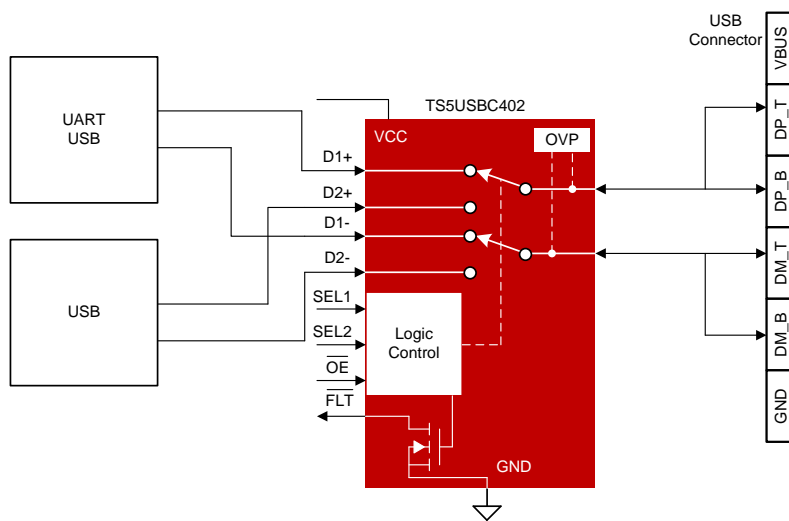 USB
Connector
VBUS
DP_T
DP_B
DM_T
DM_B
GND
UART
USB
USB
TS5USBC402
VCC
OVP
D1+
D2+
D1-
D2-
SEL1
SEL2
OE
FLT
Logic
Control
GND